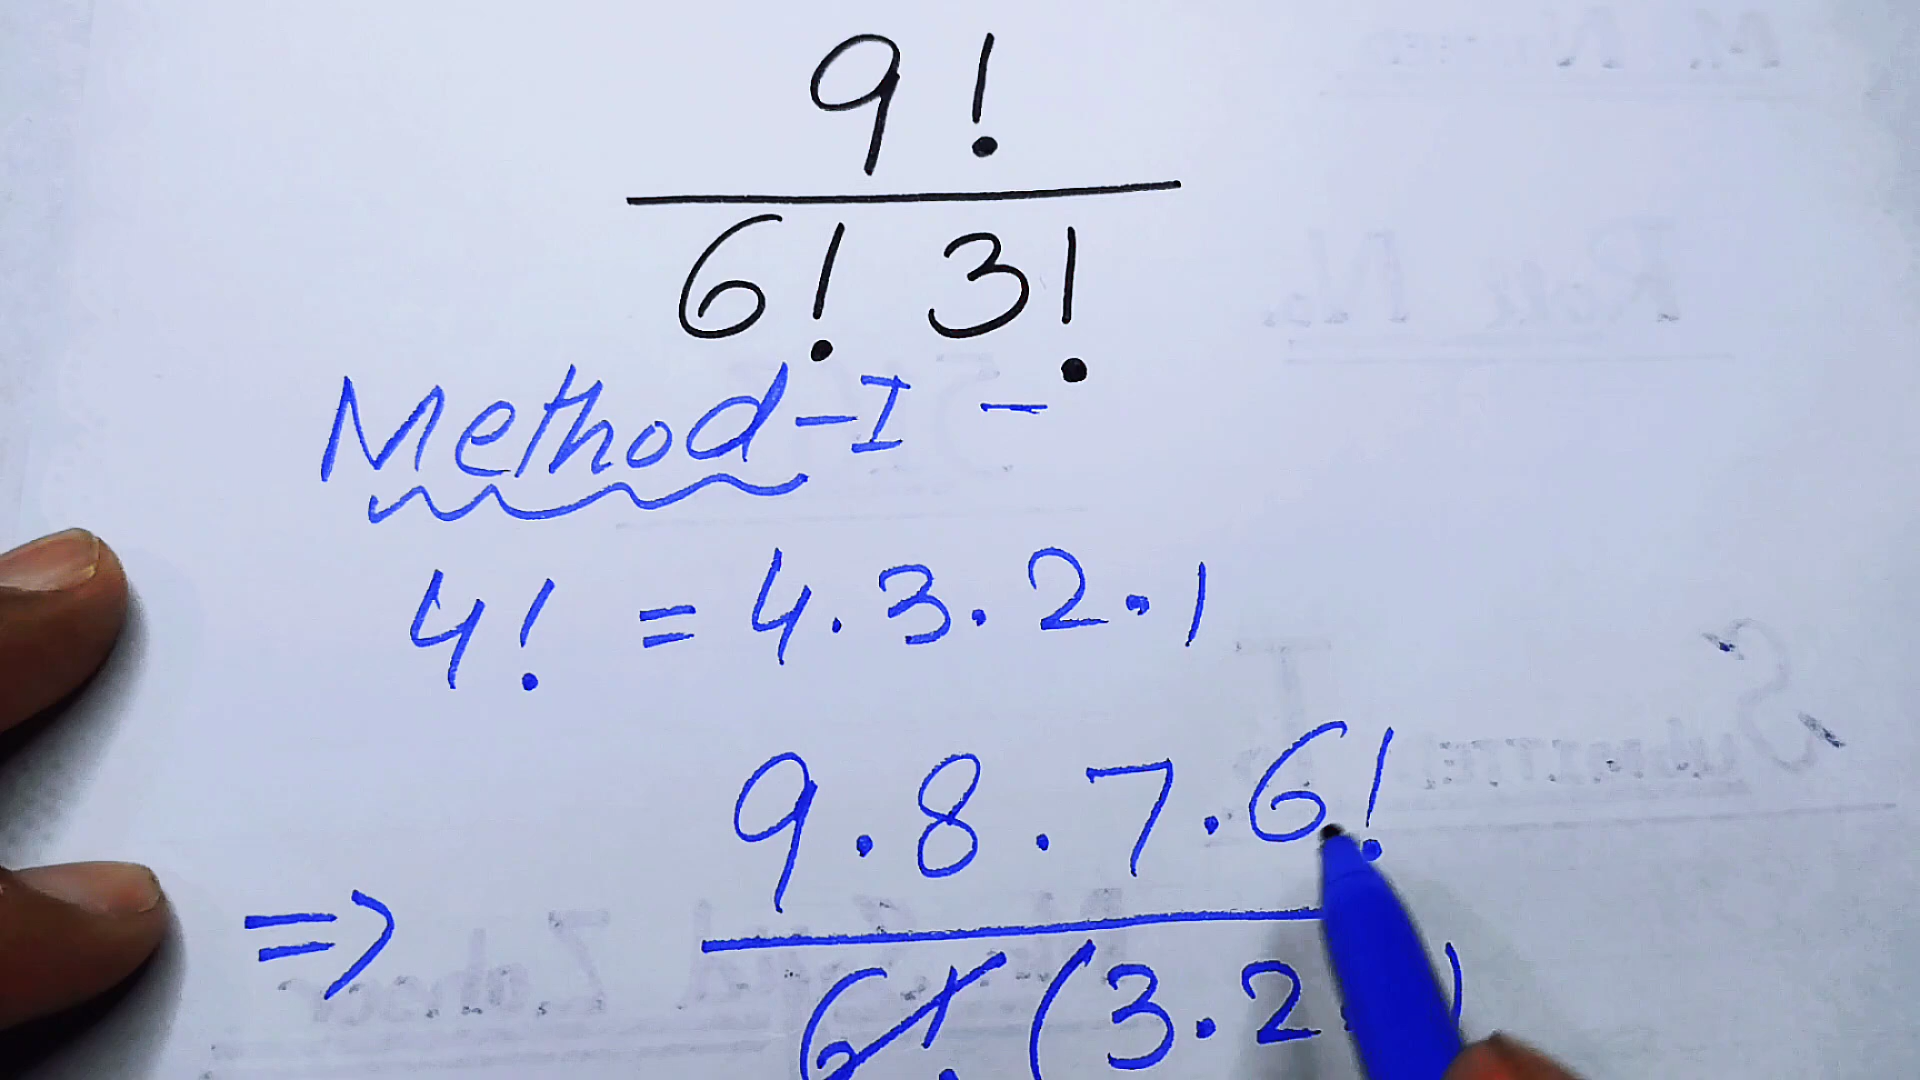 9!
6! 3!
Method-I -
4! = 4.3.2.1
=> 9.8.7.6!
6! (3.2. )